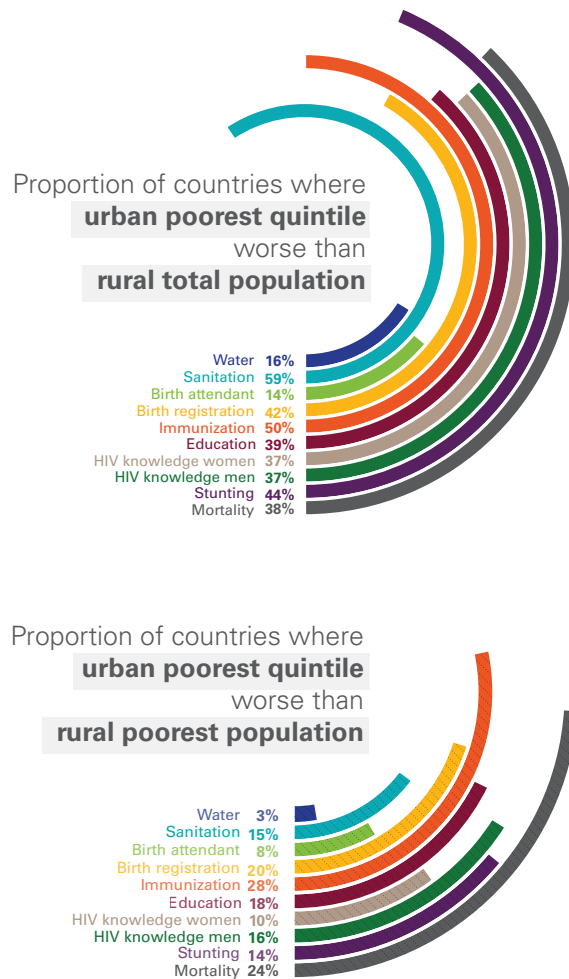 Proportion of countries where
urban poorest quintile
worse than
rural total population
Water 16%
Sanitation 59%
Birth attendant 14%
Birth registration 42%
Immunization 50%
Education 39%
HIV knowledge women 37%
HIV knowledge men 37%
Stunting 44%
Mortality 38%
Proportion of countries where
urban poorest quintile
worse than
rural poorest population
Water 3%
Sanitation 15%
Birth attendant 8%
Birth registration 20%
Immunization 28%
Education 18%
HIV knowledge women 10%
HIV knowledge men 16%
Stunting 14%
Mortality 24%